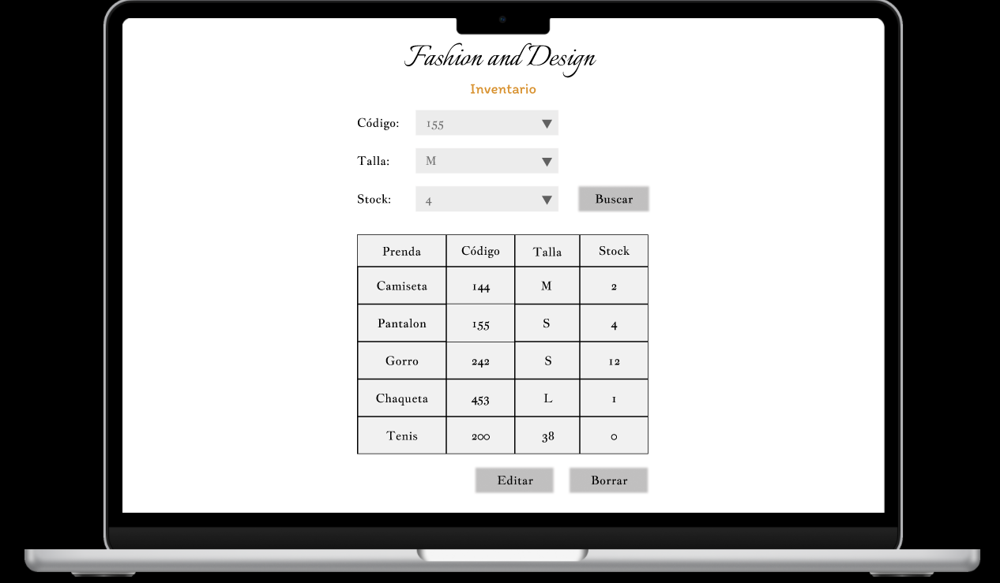 Fashion and Design
Inventario
Código: 155
Talla: M
Stock: 4 Buscar
Prenda Código Talla Stock
Camiseta 144 M 2
Pantalon 155 S 4
Gorro 242 S 12
Chaqueta 453 L 1
Tenis 200 38 0
Editar Borrar